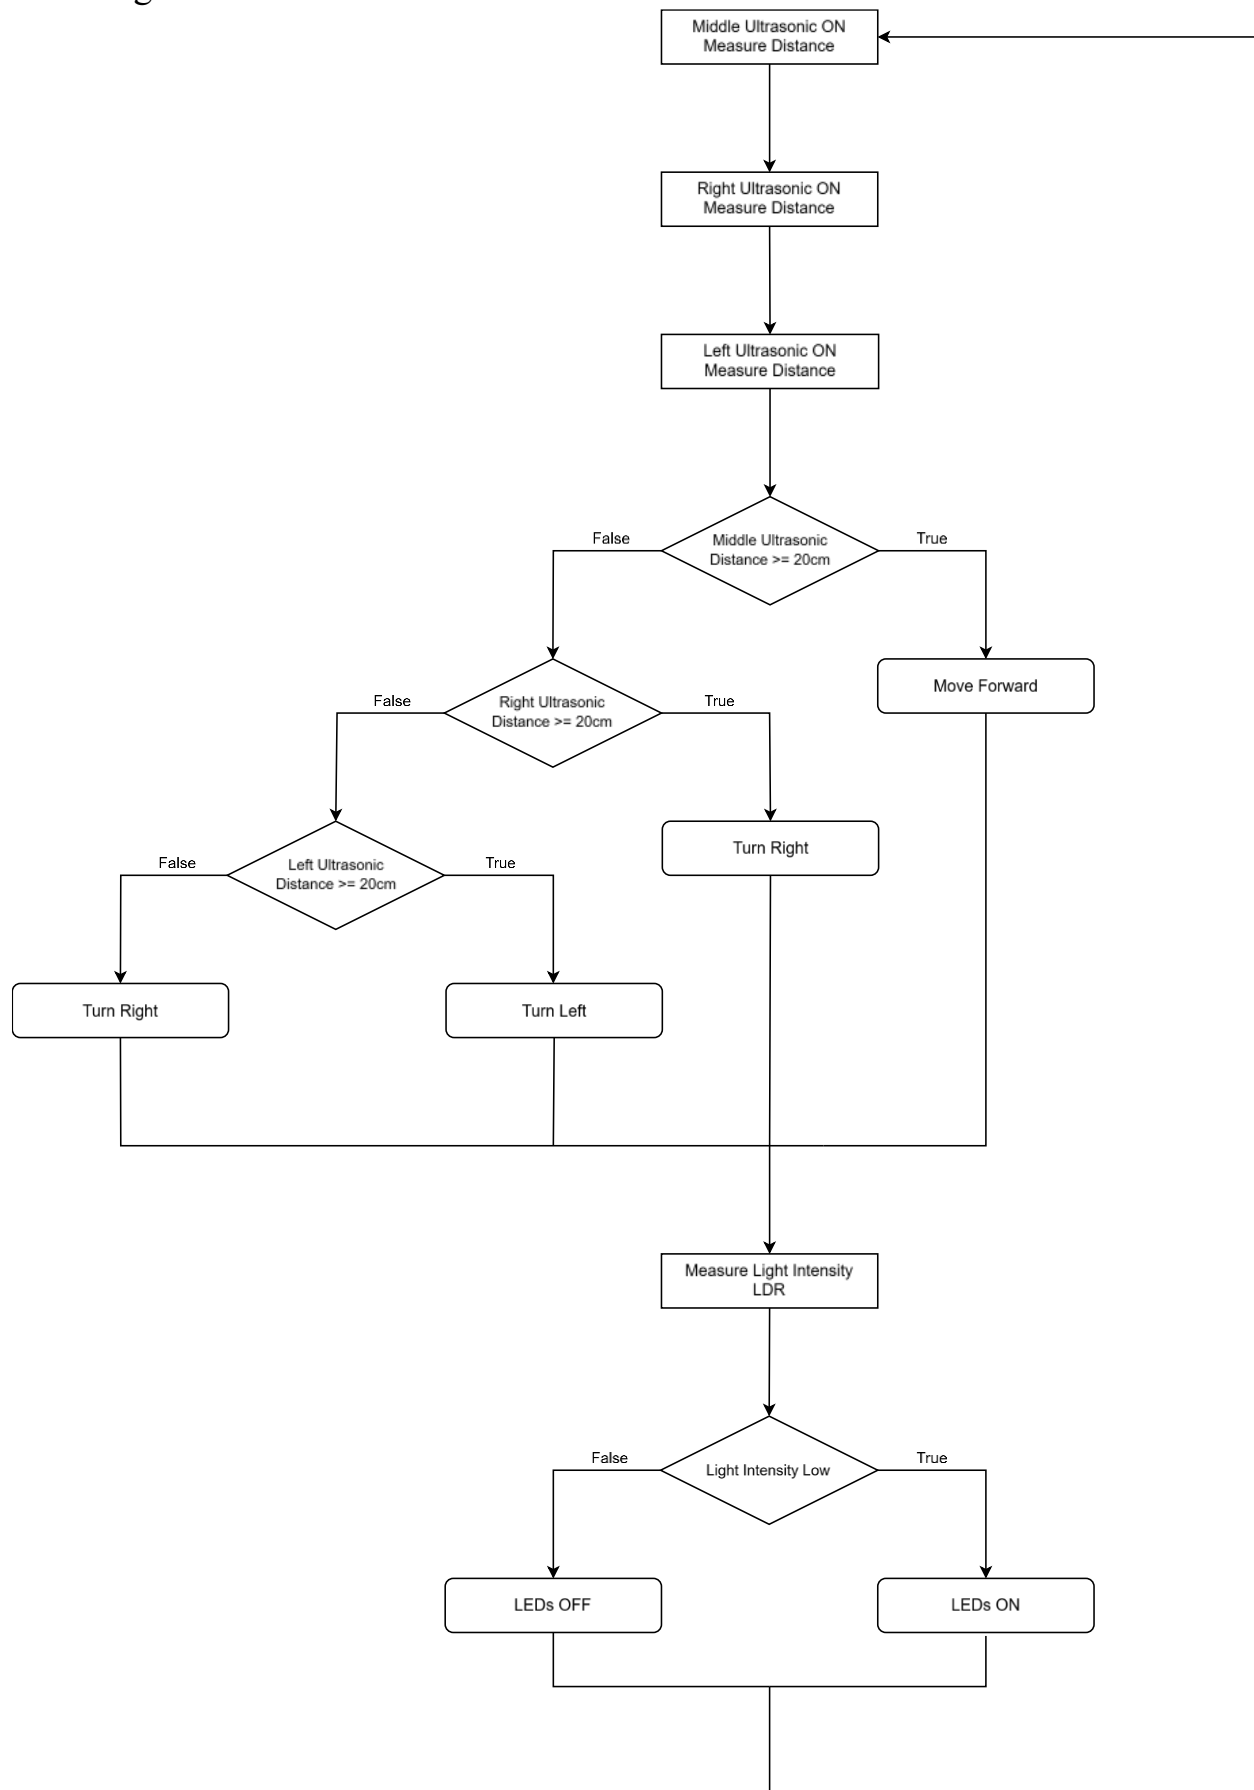 Middle Ultrasonic ON
Measure Distance
Right Ultrasonic ON
Measure Distance
Left Ultrasonic ON
Measure Distance
False
True
Middle Ultrasonic
Distance >= 20cm
Move Forward
False
True
Right Ultrasonic
Distance >= 20cm
Turn Right
False
True
Left Ultrasonic
Distance >= 20cm
Turn Right
Turn Left
Measure Light Intensity
LDR
False
True
Light Intensity Low
LEDs OFF
LEDs ON